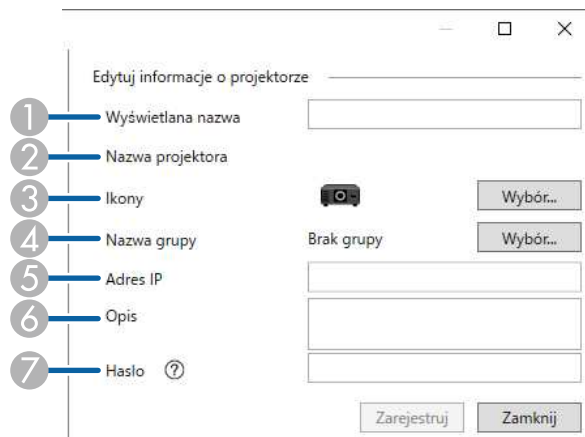 Edytuj informacje o projektorze
1 Wyświetlana nazwa
2 Nazwa projektora
3 Ikony Wybór...
4 Nazwa grupy Brak grupy Wybór...
5 Adres IP
6 Opis
7 Hasło ?
Zarejestruj Zamknij